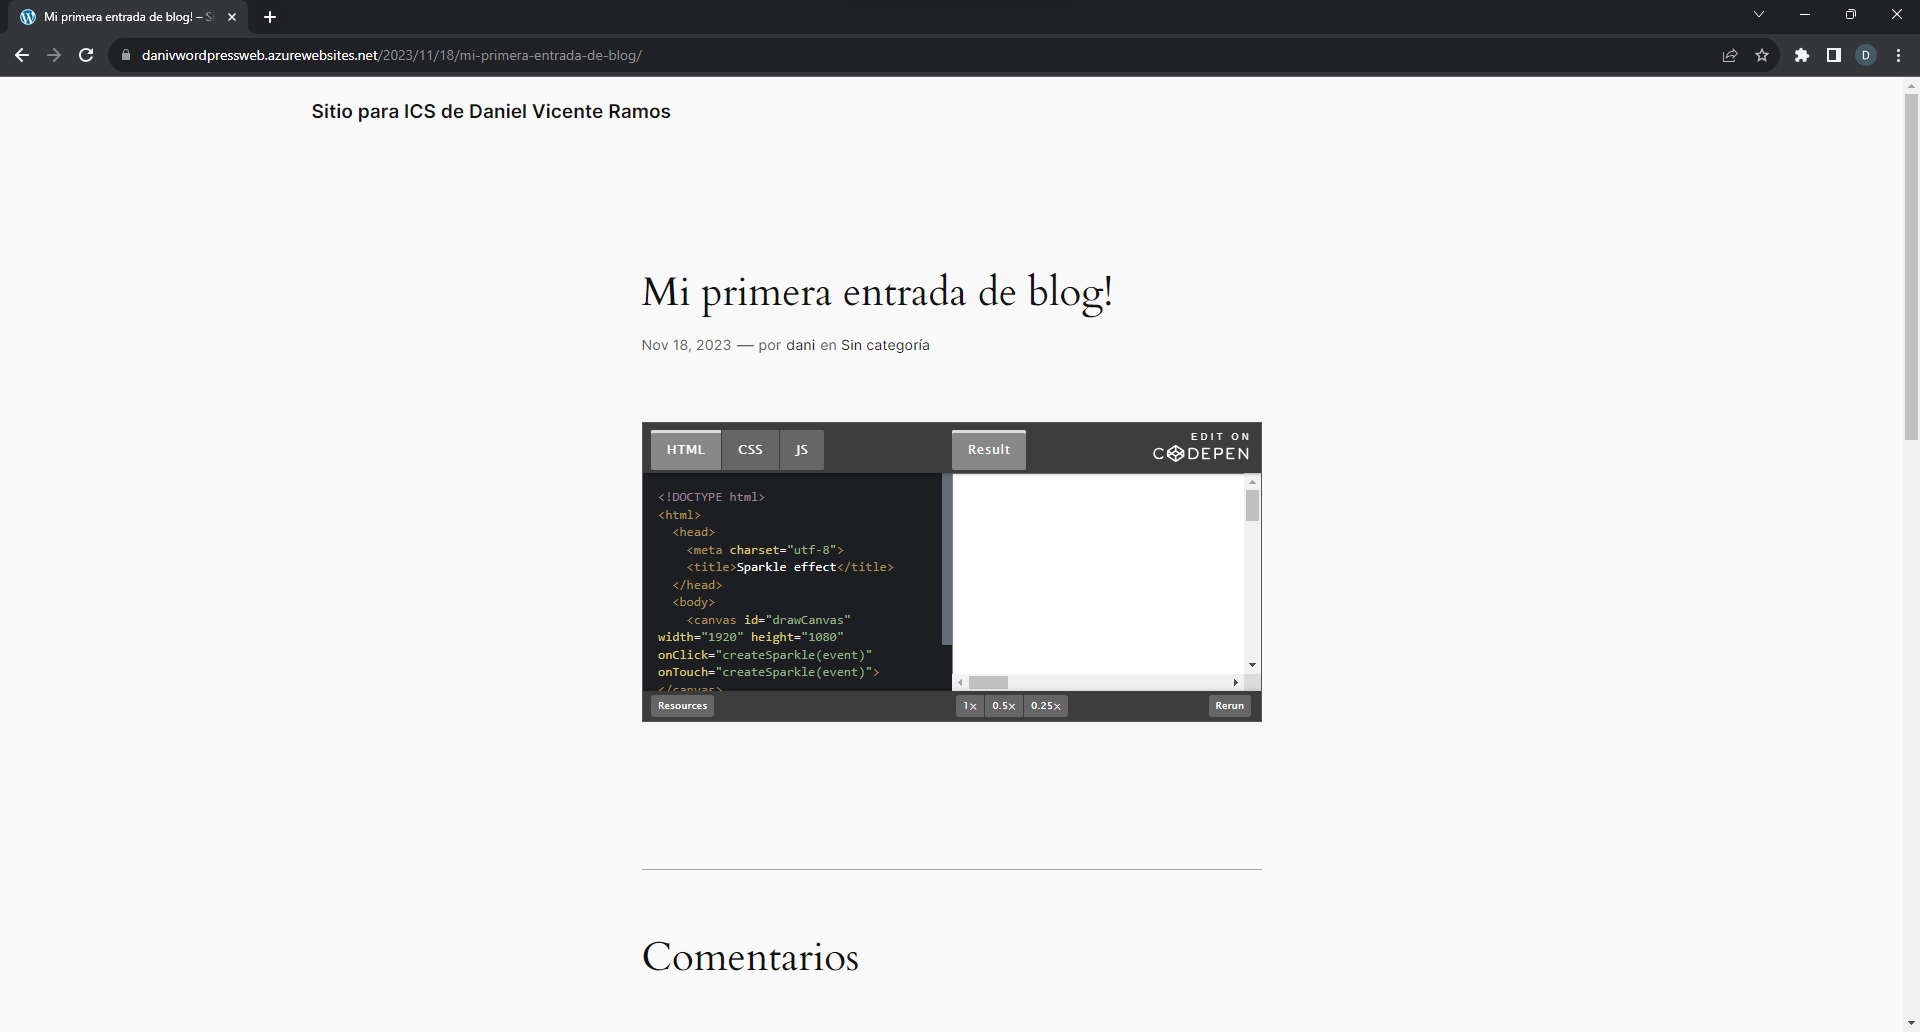 Mi primera entrada de blog! – Si
danivwordpressweb.azurewebsites.net/2023/11/18/mi-primera-entrada-de-blog/
D
Sitio para ICS de Daniel Vicente Ramos
Mi primera entrada de blog!
Nov 18, 2023 — por dani en Sin categoría
HTML CSS JS Result
EDIT ON
CODEPEN
<!DOCTYPE html>
<html>
<head>
<meta charset="utf-8">
<title>Sparkle effect</title>
</head>
<body>
<canvas id="drawCanvas"
width="1920" height="1080"
onClick="createSparkle(event)"
onTouch="createSparkle(event)">
</canvas>
Resources 1x 0.5x 0.25x Rerun
Comentarios